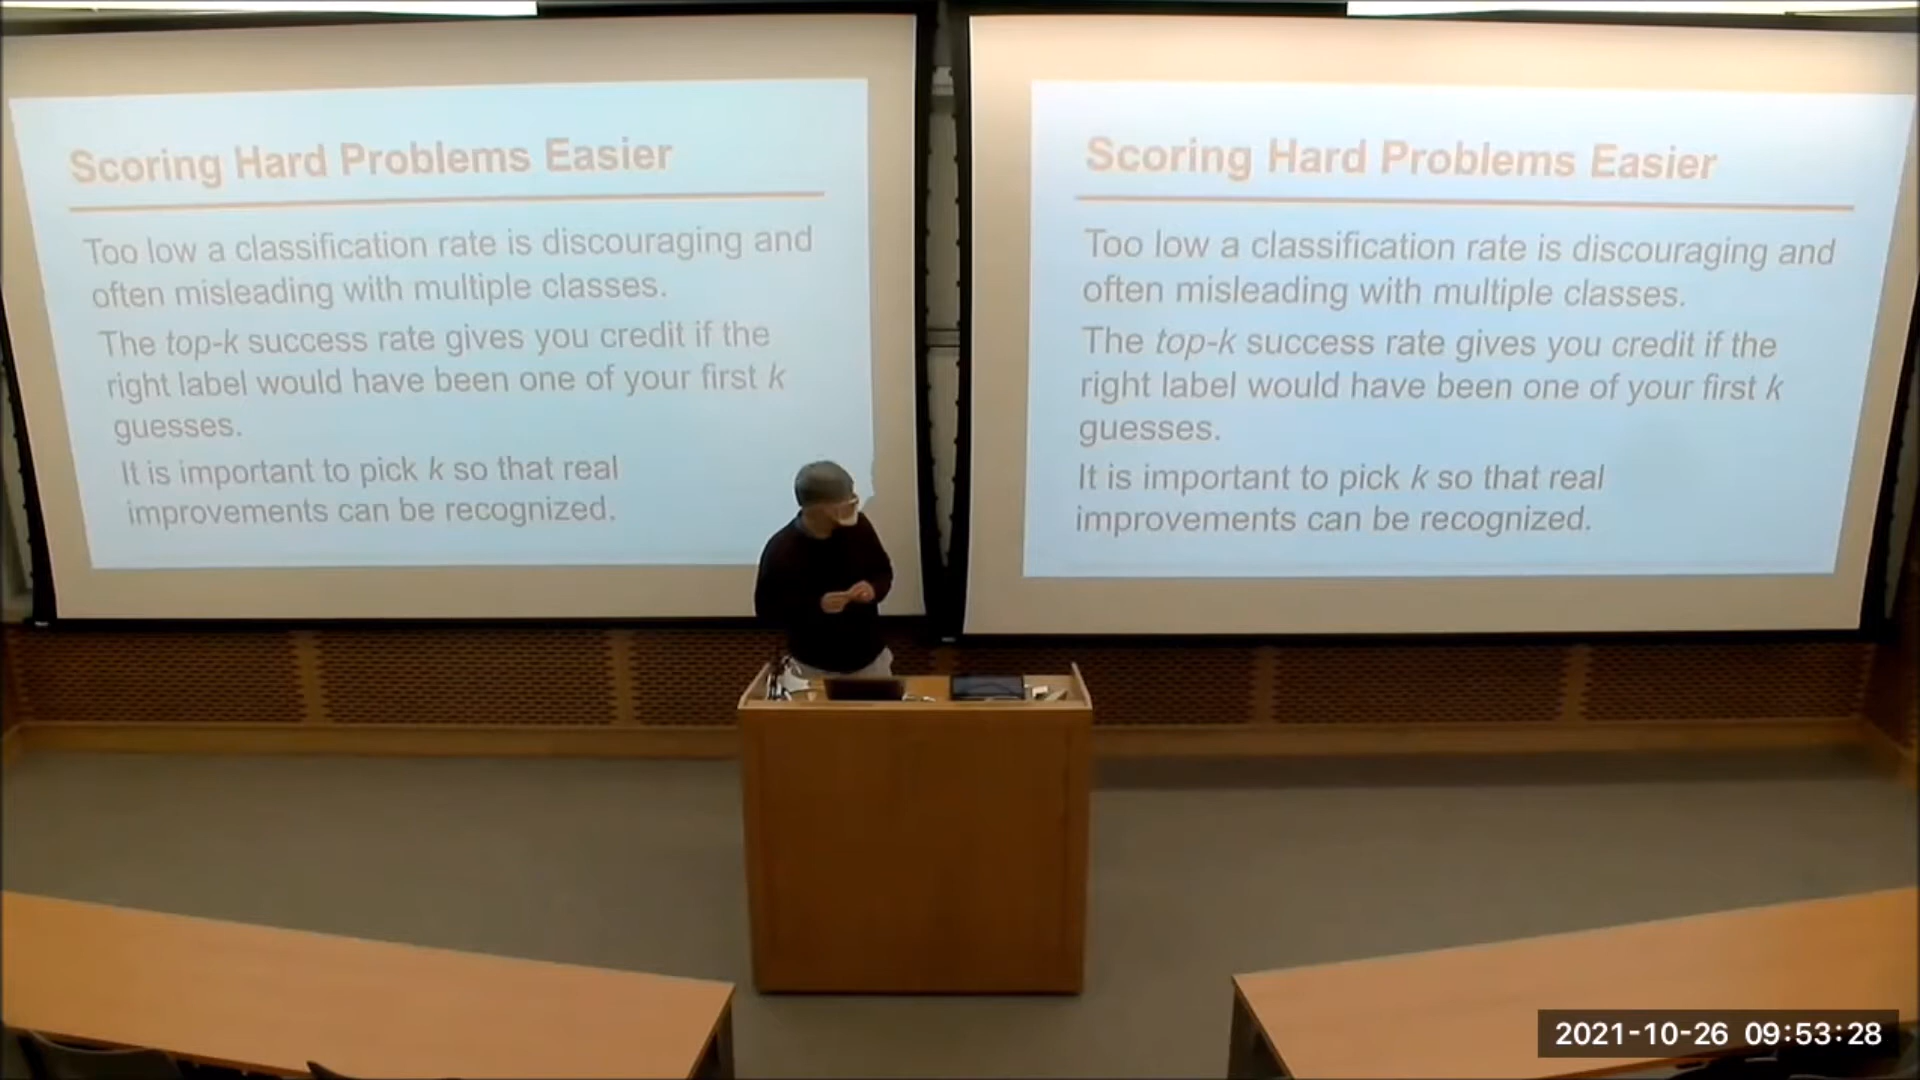 Scoring Hard Problems Easier
Too low a classification rate is discouraging and
often misleading with multiple classes.
The top-k success rate gives you credit if the
right label would have been one of your first k
guesses.
It is important to pick k so that real
improvements can be recognized.
Scoring Hard Problems Easier
Too low a classification rate is discouraging and
often misleading with multiple classes.
The top-k success rate gives you credit if the
right label would have been one of your first k
guesses.
It is important to pick k so that real
improvements can be recognized.
2021-10-26 09:53:28